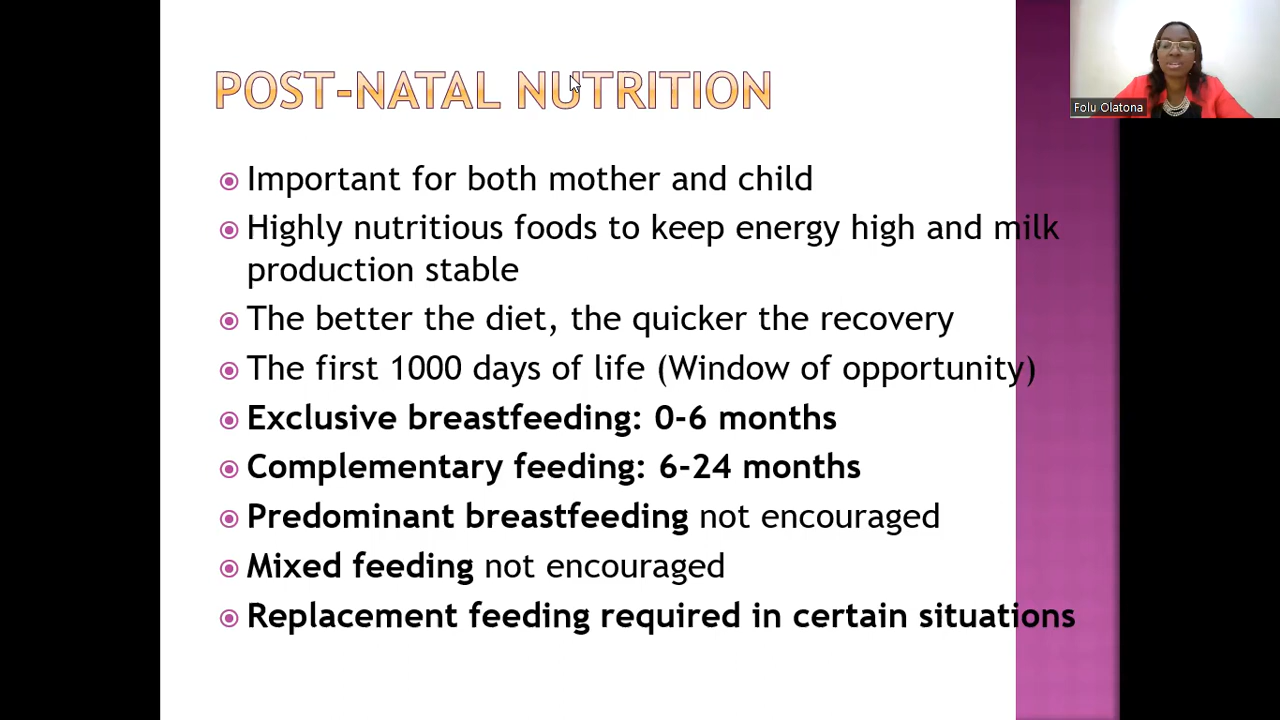 POST-NATAL NUTRITION
Folu Olatona
Important for both mother and child
Highly nutritious foods to keep energy high and milk
production stable
The better the diet, the quicker the recovery
The first 1000 days of life (Window of opportunity)
Exclusive breastfeeding: 0-6 months
Complementary feeding: 6-24 months
Predominant breastfeeding not encouraged
Mixed feeding not encouraged
Replacement feeding required in certain situations